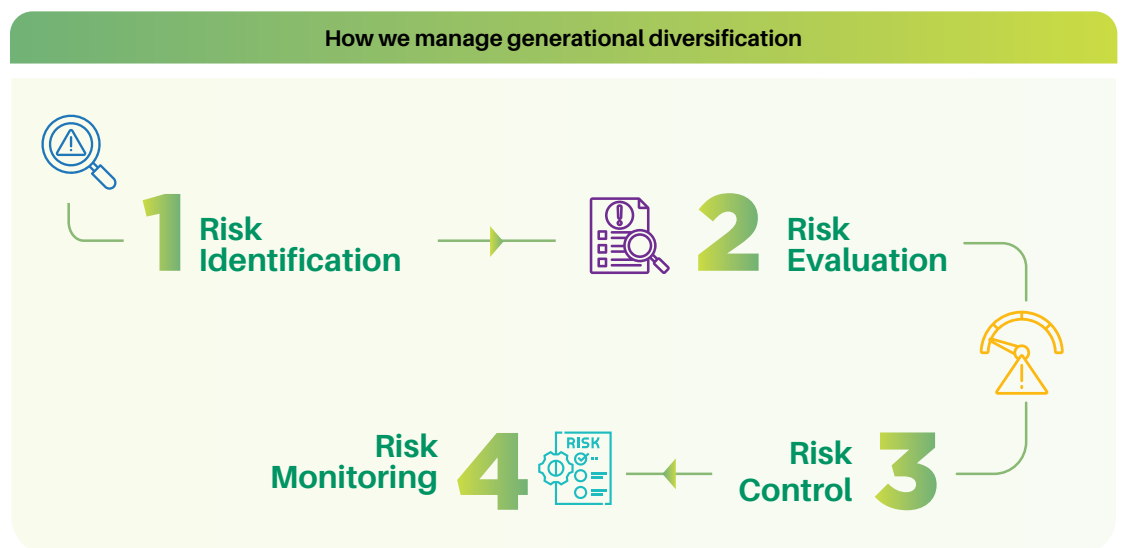 How we manage generational diversification
1
Risk
Identification
2
Risk
Evaluation
3
Risk
Control
4
Risk
Monitoring
RISK